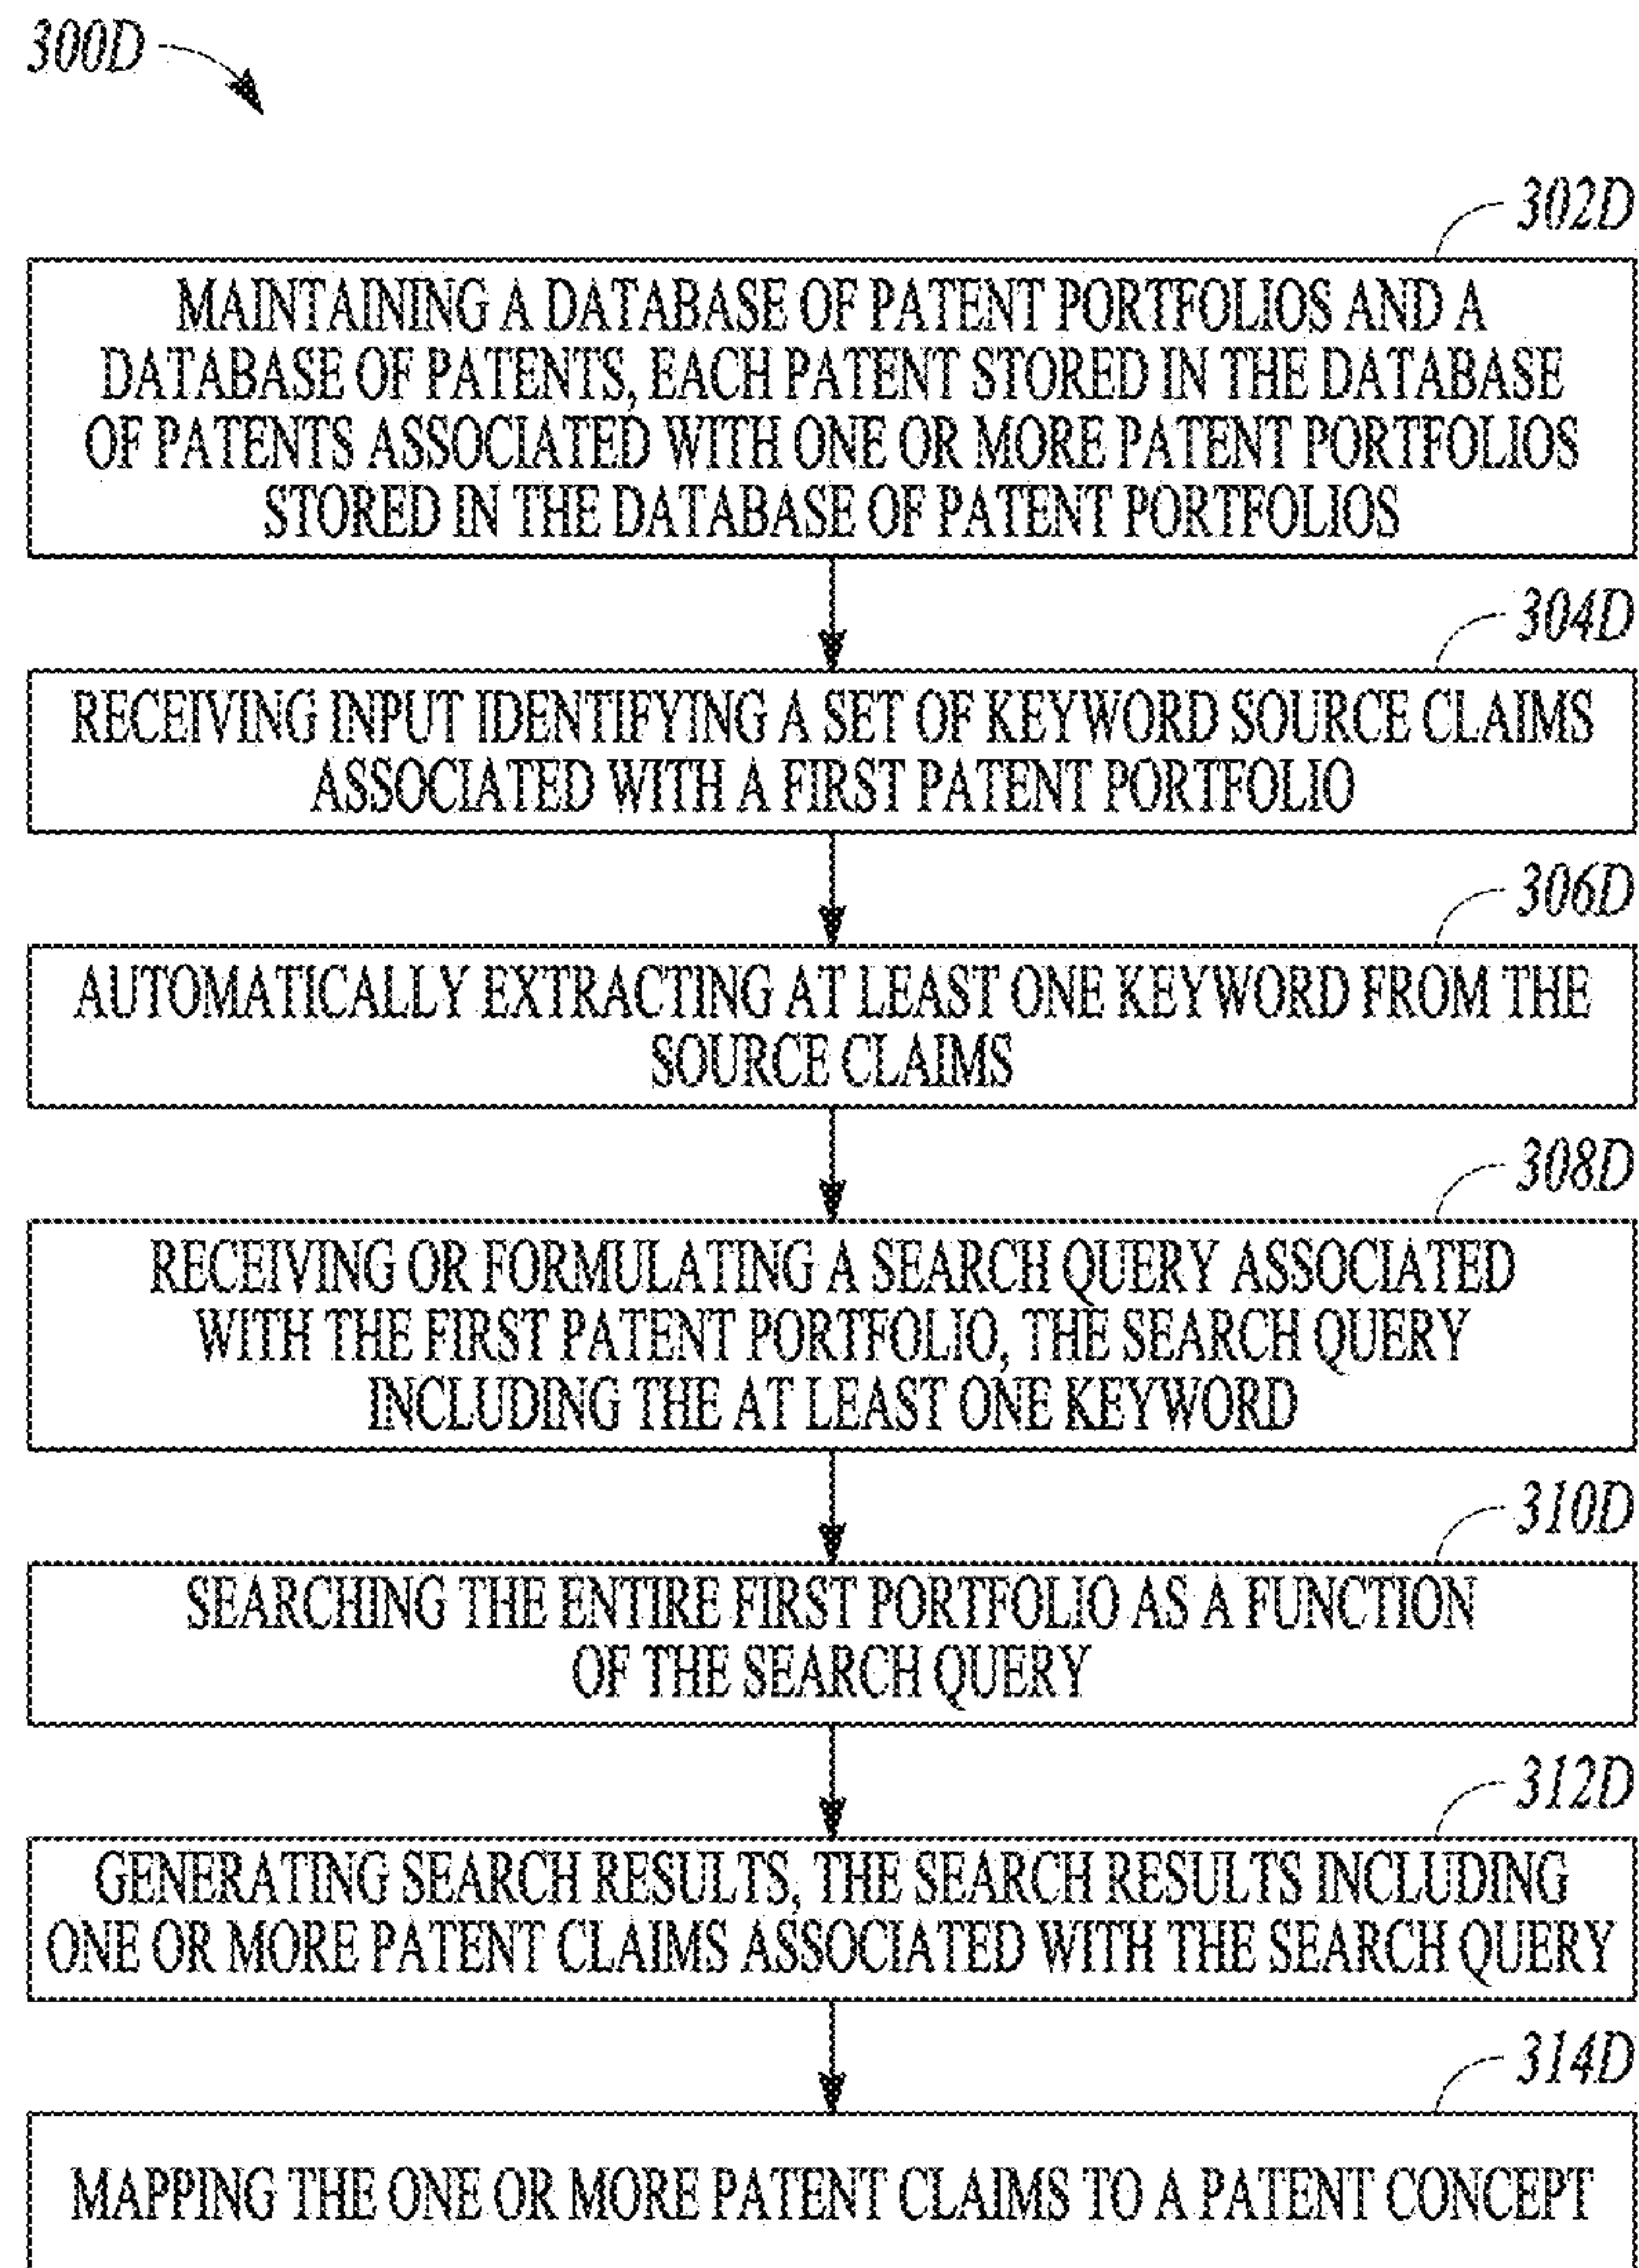 300D
302D
MAINTAINING A DATABASE OF PATENT PORTFOLIOS AND A
DATABASE OF PATENTS, EACH PATENT STORED IN THE DATABASE
OF PATENTS ASSOCIATED WITH ONE OR MORE PATENT PORTFOLIOS
STORED IN THE DATABASE OF PATENT PORTFOLIOS
304D
RECEIVING INPUT IDENTIFYING A SET OF KEYWORD SOURCE CLAIMS
ASSOCIATED WITH A FIRST PATENT PORTFOLIO
306D
AUTOMATICALLY EXTRACTING AT LEAST ONE KEYWORD FROM THE
SOURCE CLAIMS
308D
RECEIVING OR FORMULATING A SEARCH QUERY ASSOCIATED
WITH THE FIRST PATENT PORTFOLIO, THE SEARCH QUERY
INCLUDING THE AT LEAST ONE KEYWORD
310D
SEARCHING THE ENTIRE FIRST PORTFOLIO AS A FUNCTION
OF THE SEARCH QUERY
312D
GENERATING SEARCH RESULTS, THE SEARCH RESULTS INCLUDING
ONE OR MORE PATENT CLAIMS ASSOCIATED WITH THE SEARCH QUERY
314D
MAPPING THE ONE OR MORE PATENT CLAIMS TO A PATENT CONCEPT